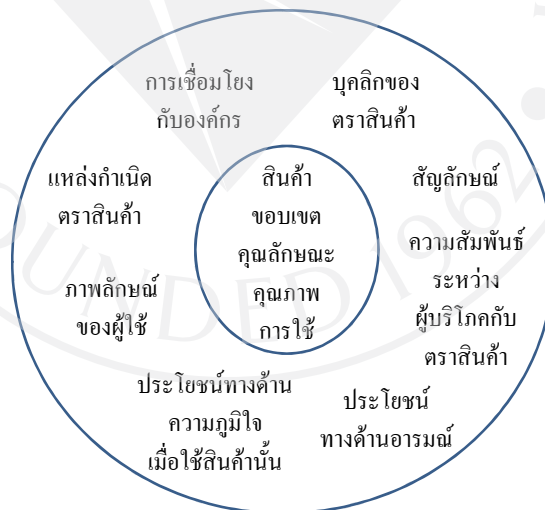 การเชื่อมโยง
กับองค์กร
บุคลิกของ
ตราสินค้า
แหล่งกำเนิด
ตราสินค้า
สินค้า
ขอบเขต
คุณลักษณะ
คุณภาพ
การใช้
สัญลักษณ์
ความสัมพันธ์
ระหว่าง
ผู้บริโภคกับ
ตราสินค้า
ภาพลักษณ์
ของผู้ใช้
ประโยชน์ทางด้าน
ความภูมิใจ
เมื่อใช้สินค้านั้น
ประโยชน์
ทางด้านอารมณ์
UNDED 1962